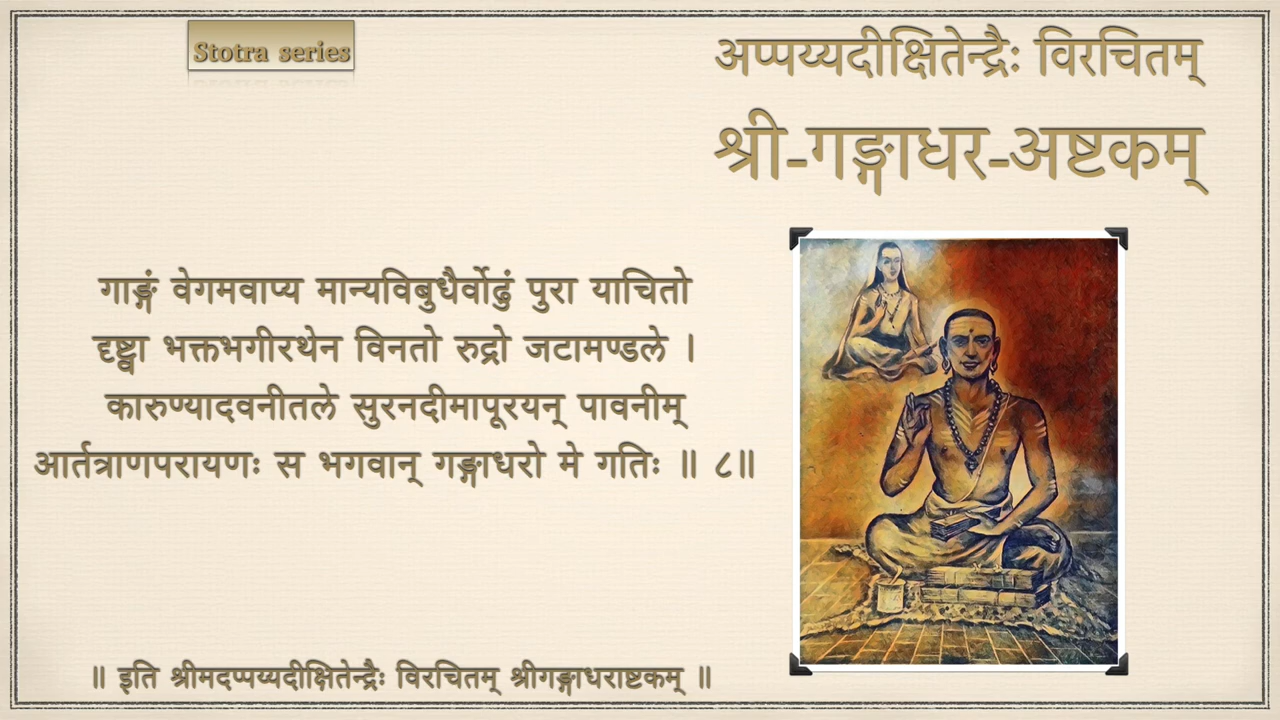 Stotra series
अप्पय्यदीक्षितेन्द्रैः विरचितम्
श्री-गङ्गाधर-अष्टकम्
गाङ्गं वेगमवाप्य मान्यविबुधैर्वोढुं पुरा याचितो
दृष्ट्वा भक्तभगीरथेन विनतो रुद्रो जटामण्डले ।
कारुण्यादवनीतले सुरनदीमापूरयन् पावनीम्
आर्तत्राणपरायणः स भगवान् गङ्गाधरो मे गतिः ॥ ८॥
॥ इति श्रीमदप्पय्यदीक्षितेन्द्रैः विरचितम् श्रीगङ्गाधराष्टकम् ॥